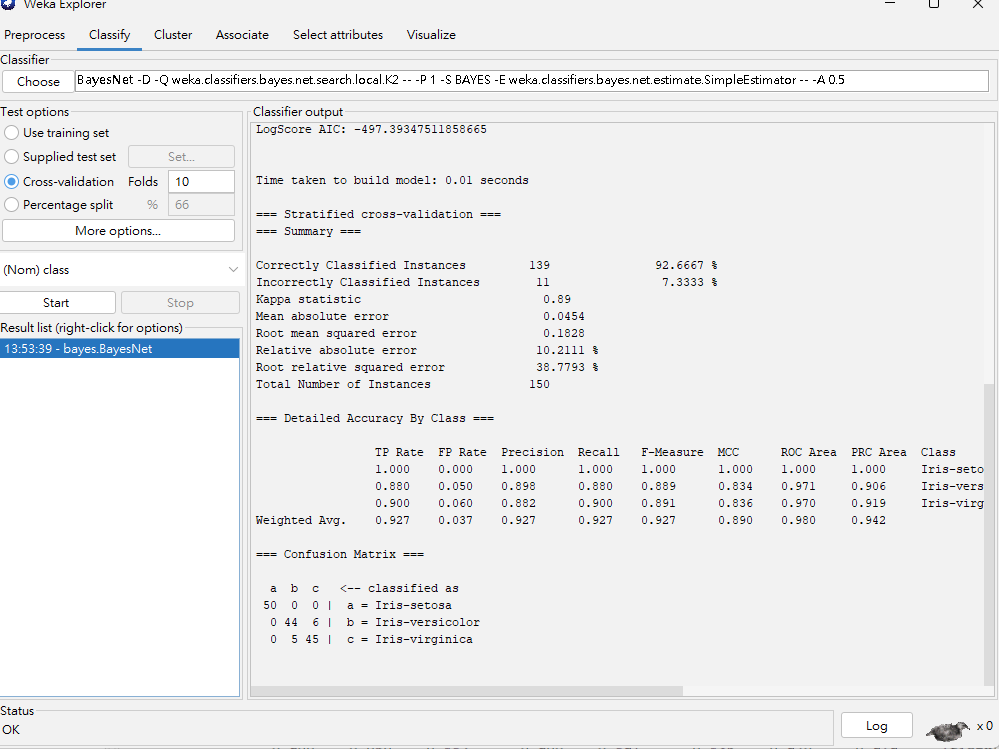 Weka Explorer
Preprocess Classify Cluster Associate Select attributes Visualize
Classifier
Choose BayesNet -D -Q weka.classifiers.bayes.net.search.local.K2 -- -P 1 -S BAYES -E weka.classifiers.bayes.net.estimate.SimpleEstimator -- -A 0.5
Test options
Use training set
Supplied test set Set...
Cross-validation Folds 10
Percentage split % 66
More options...
(Nom) class
Start Stop
Result list (right-click for options)
13:53:39 - bayes.BayesNet
Classifier output
LogScore AIC: -497.39347511858665
Time taken to build model: 0.01 seconds
=== Stratified cross-validation ===
=== Summary ===
Correctly Classified Instances 139 92.6667 %
Incorrectly Classified Instances 11 7.3333 %
Kappa statistic 0.89
Mean absolute error 0.0454
Root mean squared error 0.1828
Relative absolute error 10.2111 %
Root relative squared error 38.7793 %
Total Number of Instances 150
=== Detailed Accuracy By Class ===
TP Rate FP Rate Precision Recall F-Measure MCC ROC Area PRC Area Class
1.000 0.000 1.000 1.000 1.000 1.000 1.000 1.000 Iris-seto
0.880 0.050 0.898 0.880 0.889 0.834 0.971 0.906 Iris-vers
0.900 0.060 0.882 0.900 0.891 0.836 0.970 0.919 Iris-virg
Weighted Avg. 0.927 0.037 0.927 0.927 0.927 0.890 0.980 0.942
=== Confusion Matrix ===
a b c <-- classified as
50 0 0 | a = Iris-setosa
0 44 6 | b = Iris-versicolor
0 5 45 | c = Iris-virginica
Status
OK
Log x 0